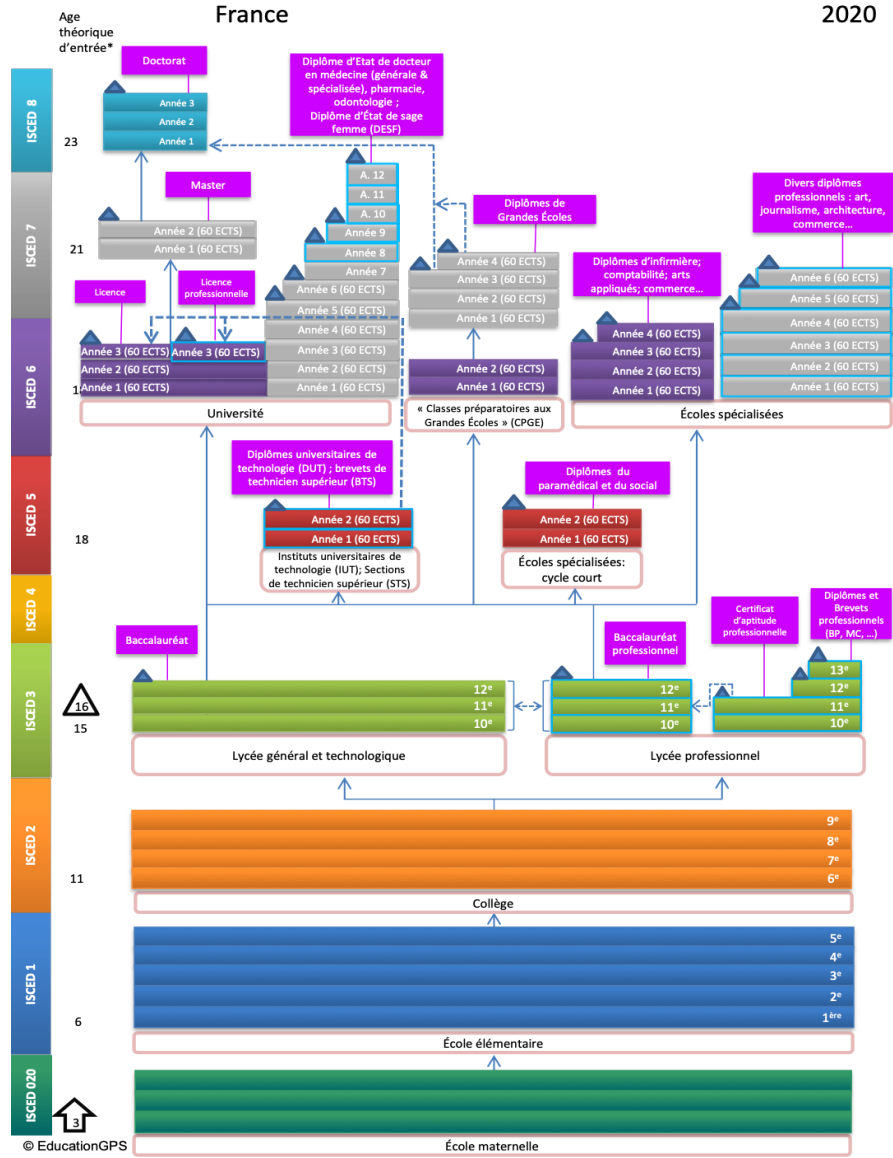 France
2020
Age
théorique
d'entrée*
ISCED 8
23
Doctorat
Année 3
Année 2
Année 1
Diplôme d'Etat de docteur
en médecine (générale &
spécialisée), pharmacie,
odontologie ;
Diplôme d'État de sage
femme (DESF)
ISCED 7
21
Master
Année 2 (60 ECTS)
Année 1 (60 ECTS)
A. 12
A. 11
A. 10
Année 9
Année 8
Année 7
Année 6 (60 ECTS)
Année 5 (60 ECTS)
Année 4 (60 ECTS)
Année 3 (60 ECTS)
Année 2 (60 ECTS)
Année 1 (60 ECTS)
Diplômes de
Grandes Écoles
Année 4 (60 ECTS)
Année 3 (60 ECTS)
Année 2 (60 ECTS)
Année 1 (60 ECTS)
Divers diplômes
professionnels : art,
journalisme, architecture,
commerce…
Année 6 (60 ECTS)
Année 5 (60 ECTS)
Année 4 (60 ECTS)
Année 3 (60 ECTS)
Année 2 (60 ECTS)
Année 1 (60 ECTS)
Diplômes d'infirmière;
comptabilité; arts
appliqués; commerce…
Année 4 (60 ECTS)
Année 3 (60 ECTS)
Année 2 (60 ECTS)
Année 1 (60 ECTS)
ISCED 6
Licence
Licence
professionnelle
Année 3 (60 ECTS)
Année 3 (60 ECTS)
Année 2 (60 ECTS)
Année 1 (60 ECTS)
Année 2 (60 ECTS)
Année 1 (60 ECTS)
Université
« Classes préparatoires aux
Grandes Écoles » (CPGE)
Écoles spécialisées
ISCED 5
18
Diplômes universitaires de
technologie (DUT) ; brevets de
technicien supérieur (BTS)
Année 2 (60 ECTS)
Année 1 (60 ECTS)
Instituts universitaires de
technologie (IUT); Sections
de technicien supérieur (STS)
Diplômes du
paramédical et du social
Année 2 (60 ECTS)
Année 1 (60 ECTS)
Écoles spécialisées:
cycle court
ISCED 4
ISCED 3
16
15
Baccalauréat
12e
11e
10e
Lycée général et technologique
Baccalauréat
professionnel
12e
11e
10e
Certificat
d'aptitude
professionnelle
Diplômes et
Brevets
professionnels
(BP, MC, …)
13e
12e
11e
10e
Lycée professionnel
ISCED 2
11
9e
8e
7e
6e
Collège
ISCED 1
6
5e
4e
3e
2e
1ère
École élémentaire
ISCED 020
3
École maternelle
© EducationGPS